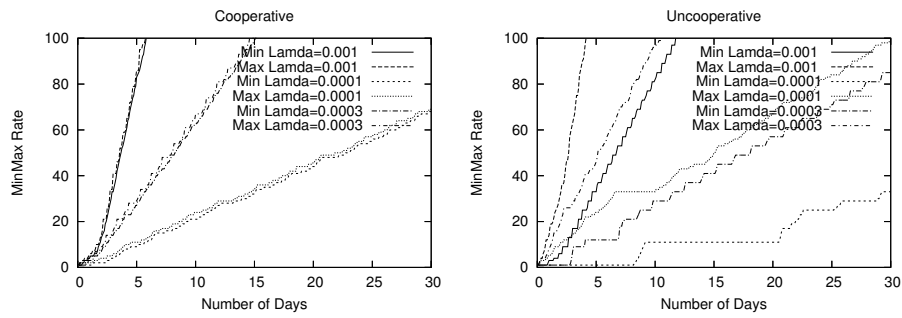 Cooperative
MinMax Rate
100
80
60
40
20
0
Min Lamda=0.001
Max Lamda=0.001
Min Lamda=0.0001
Max Lamda=0.0001
Min Lamda=0.0003
Max Lamda=0.0003
0 5 10 15 20 25 30
Number of Days
Uncooperative
MinMax Rate
100
80
60
40
20
0
Min Lamda=0.001
Max Lamda=0.001
Min Lamda=0.0001
Max Lamda=0.0001
Min Lamda=0.0003
Max Lamda=0.0003
0 5 10 15 20 25 30
Number of Days